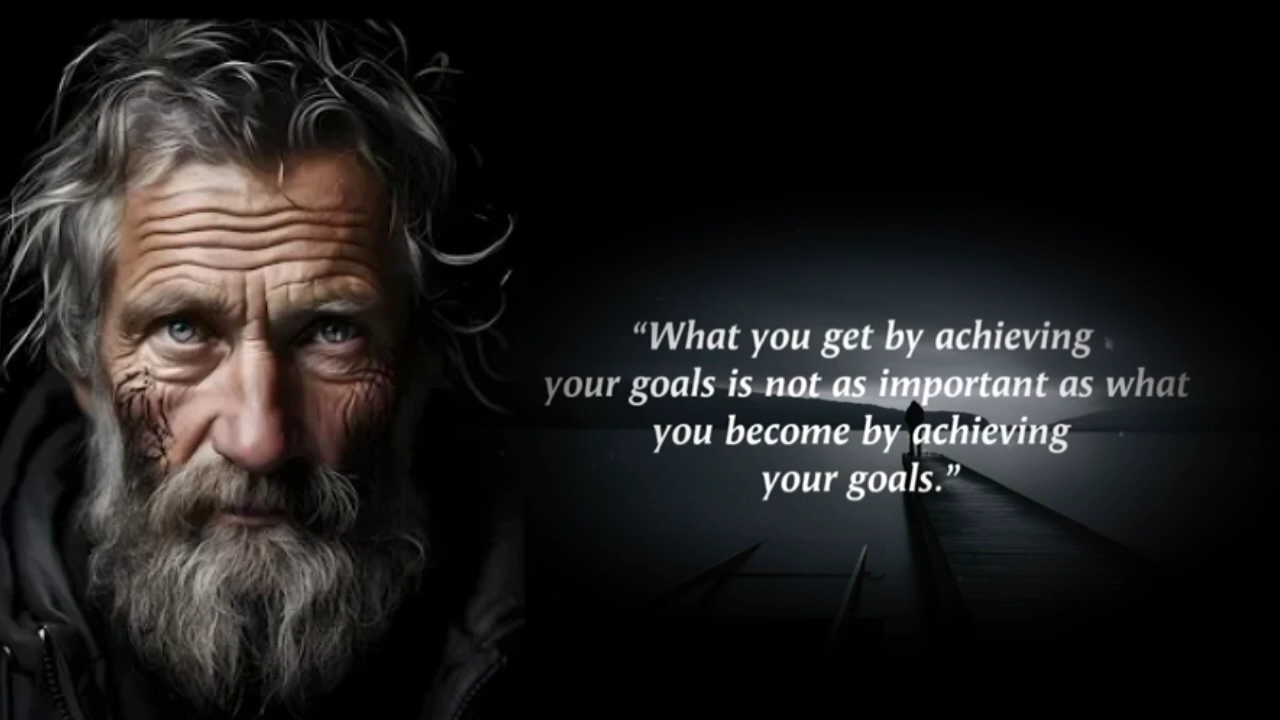 “What you get by achieving
your goals is not as important as what
you become by achieving
your goals.”